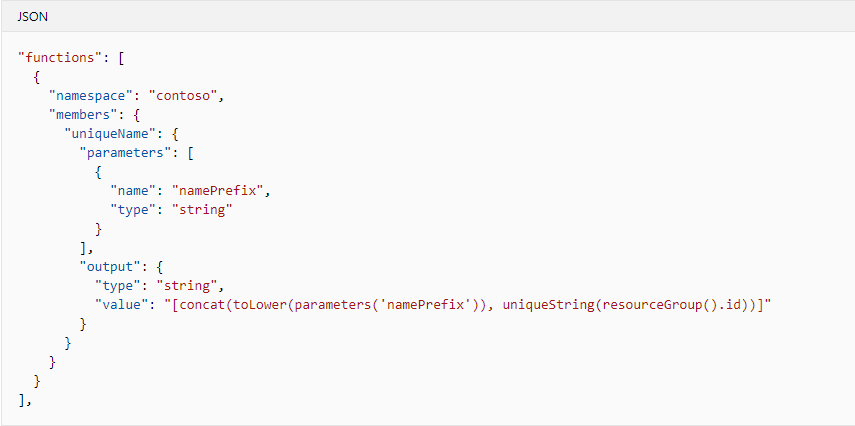 JSON
"functions": [
  {
    "namespace": "contoso",
    "members": {
      "uniqueName": {
        "parameters": [
          {
            "name": "namePrefix",
            "type": "string"
          }
        ],
        "output": {
          "type": "string",
          "value": "[concat(toLower(parameters('namePrefix')), uniqueString(resourceGroup().id))]"
        }
      }
    }
  }
],